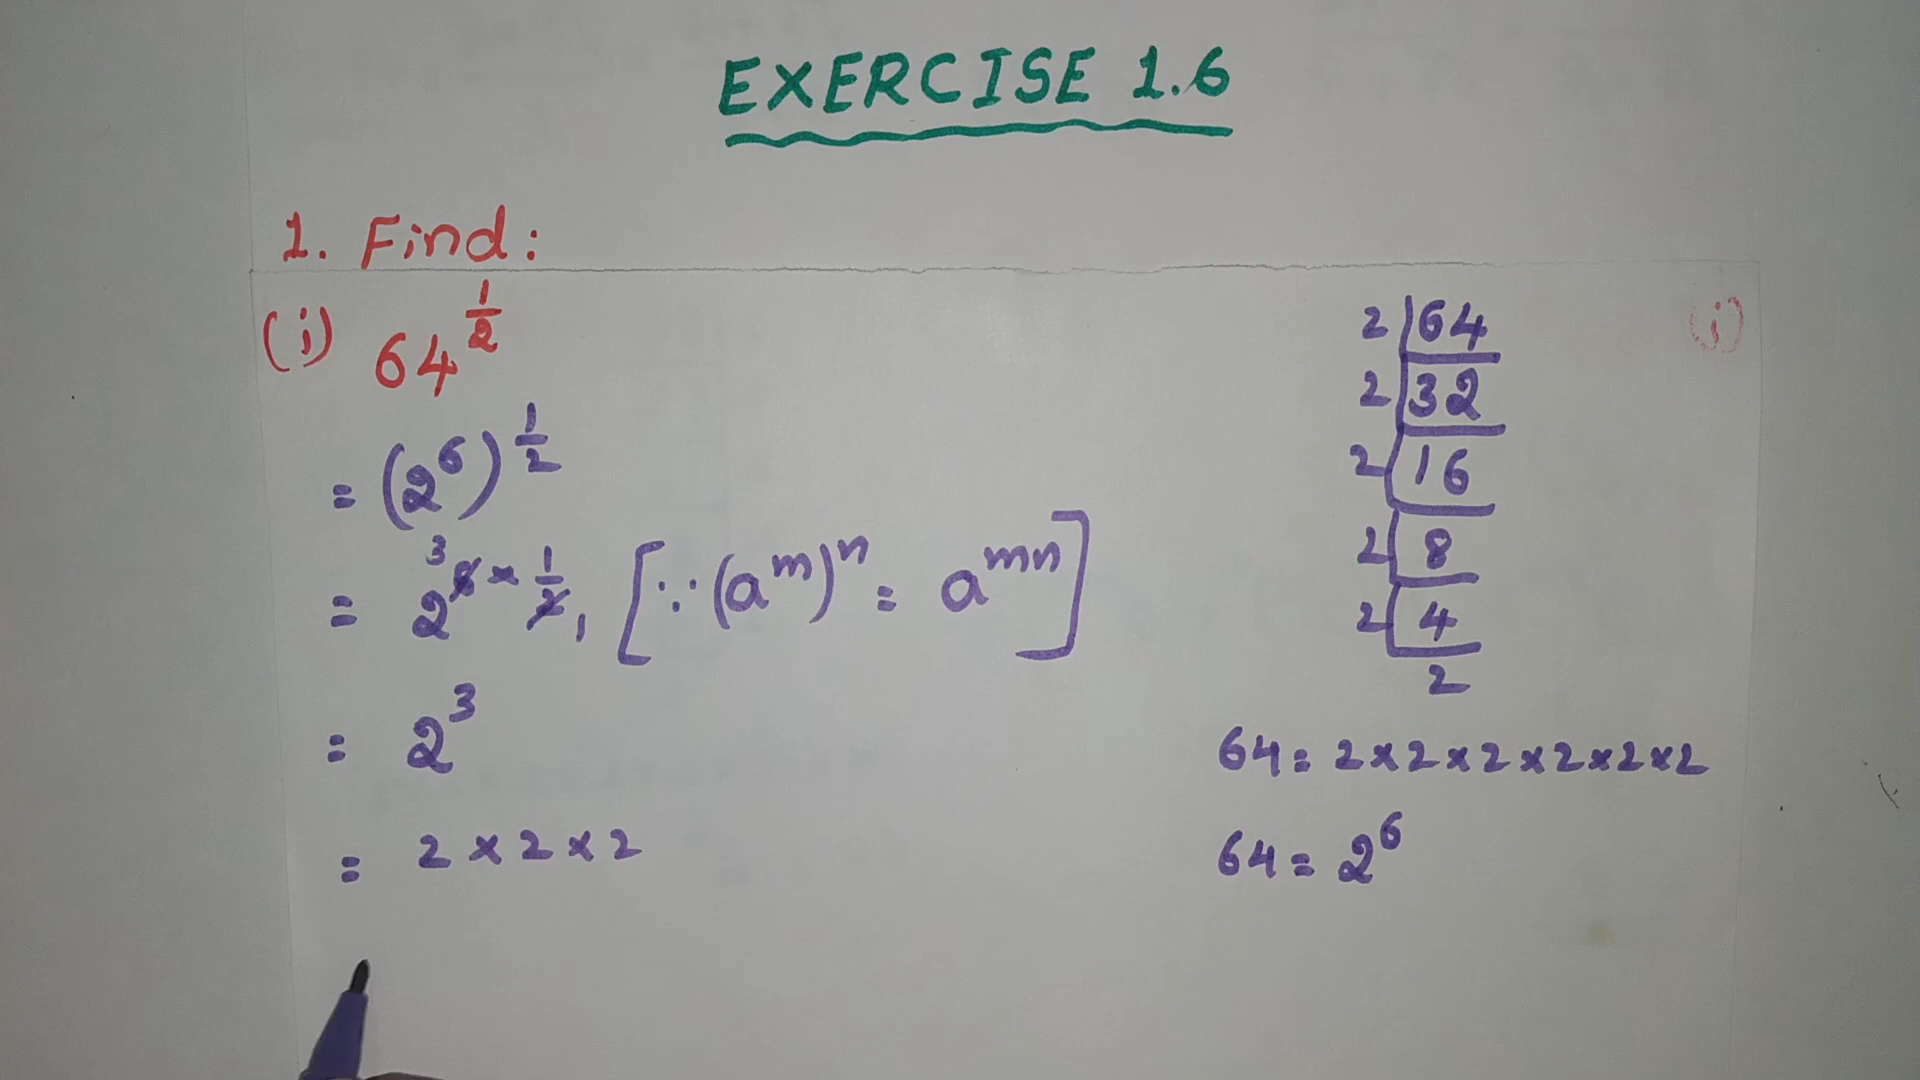 EXERCISE 1.6
1. Find:
(i) 64^(1/2)
= (2^6)^(1/2)
= 2^(6 × 1/2) 3 1 [∵ (a^m)^n = a^(mn)]
= 2^3
= 2 × 2 × 2
(i)
2 | 64
2 | 32
2 | 16
2 | 8
2 | 4
2
64 = 2 × 2 × 2 × 2 × 2 × 2
64 = 2^6